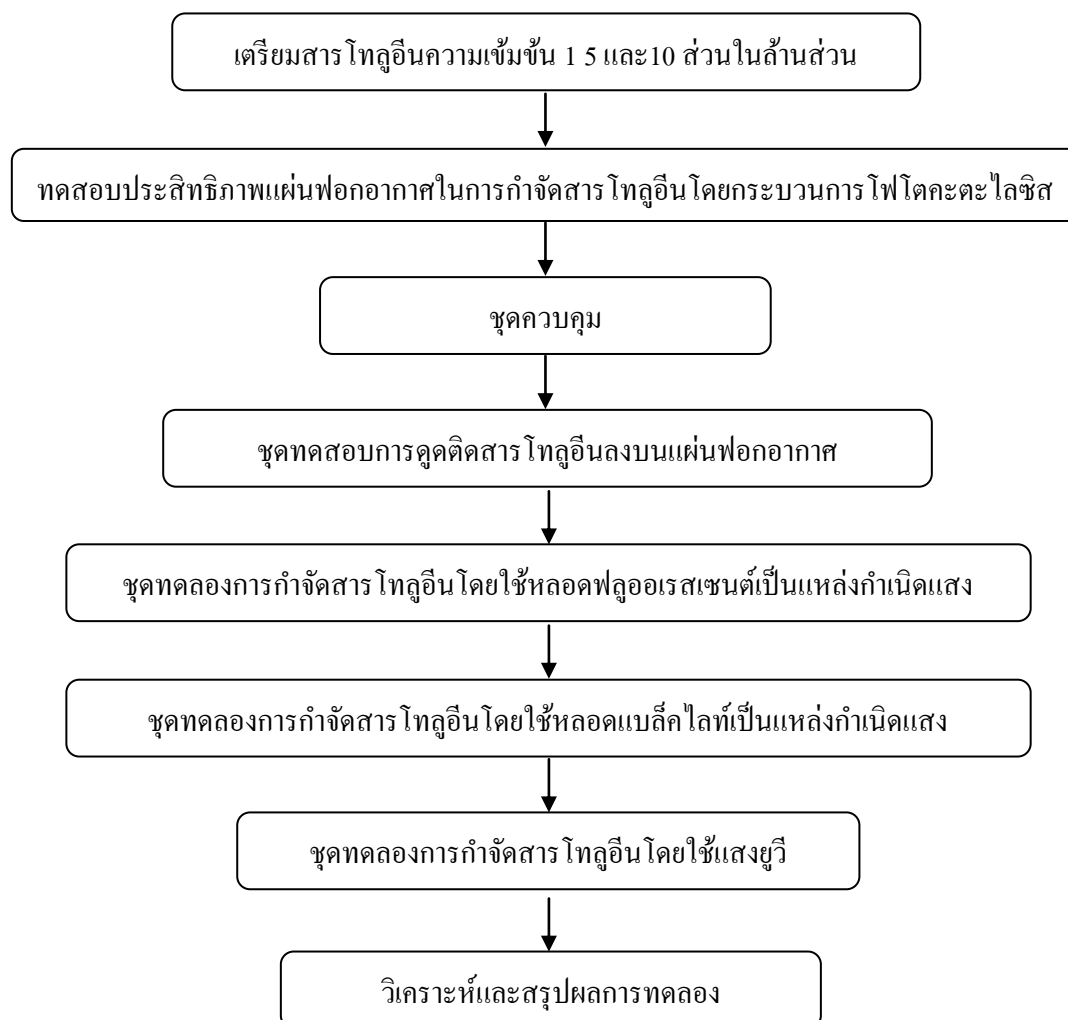 เตรียมสารโทลูอีนความเข้มข้น 1 5 และ10 ส่วนในล้านส่วน
ทดสอบประสิทธิภาพแผ่นฟอกอากาศในการกำจัดสารโทลูอีนโดยกระบวนการโฟโตคะตะไลซิส
ชุดควบคุม
ชุดทดสอบการดูดติดสารโทลูอีนลงบนแผ่นฟอกอากาศ
ชุดทดลองการกำจัดสารโทลูอีนโดยใช้หลอดฟลูออเรสเซนต์เป็นแหล่งกำเนิดแสง
ชุดทดลองการกำจัดสารโทลูอีนโดยใช้หลอดแบล็คไลท์เป็นแหล่งกำเนิดแสง
ชุดทดลองการกำจัดสารโทลูอีนโดยใช้แสงยูวี
วิเคราะห์และสรุปผลการทดลอง